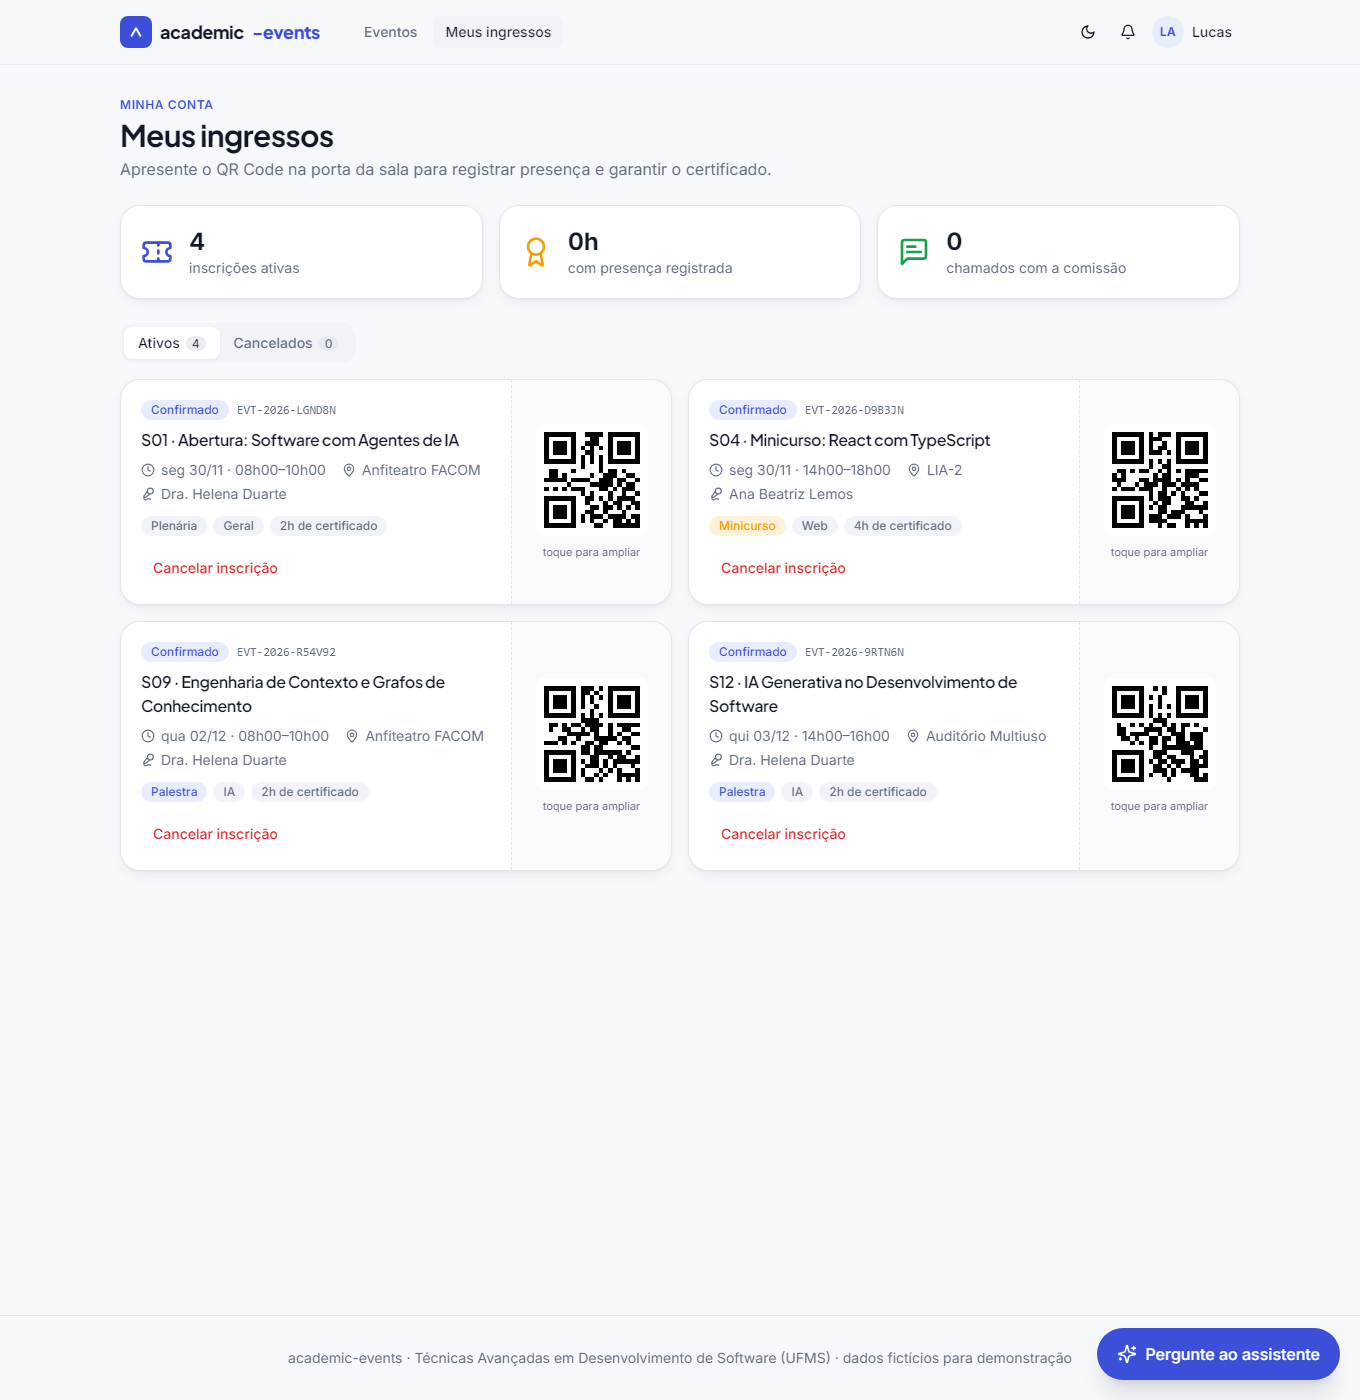 academic -events
Eventos
Meus ingressos
LA
Lucas
MINHA CONTA
Meus ingressos
Apresente o QR Code na porta da sala para registrar presença e garantir o certificado.
4
inscrições ativas
0h
com presença registrada
0
chamados com a comissão
Ativos 4
Cancelados 0
Confirmado EVT-2026-LGND8N
S01 · Abertura: Software com Agentes de IA
seg 30/11 · 08h00–10h00 Anfiteatro FACOM
Dra. Helena Duarte
Plenária Geral 2h de certificado
Cancelar inscrição
toque para ampliar
Confirmado EVT-2026-D9B3JN
S04 · Minicurso: React com TypeScript
seg 30/11 · 14h00–18h00 LIA-2
Ana Beatriz Lemos
Minicurso Web 4h de certificado
Cancelar inscrição
toque para ampliar
Confirmado EVT-2026-R54V92
S09 · Engenharia de Contexto e Grafos de
Conhecimento
qua 02/12 · 08h00–10h00 Anfiteatro FACOM
Dra. Helena Duarte
Palestra IA 2h de certificado
Cancelar inscrição
toque para ampliar
Confirmado EVT-2026-9RTN6N
S12 · IA Generativa no Desenvolvimento de
Software
qui 03/12 · 14h00–16h00 Auditório Multiuso
Dra. Helena Duarte
Palestra IA 2h de certificado
Cancelar inscrição
toque para ampliar
academic-events · Técnicas Avançadas em Desenvolvimento de Software (UFMS) · dados fictícios para demonstração
Pergunte ao assistente